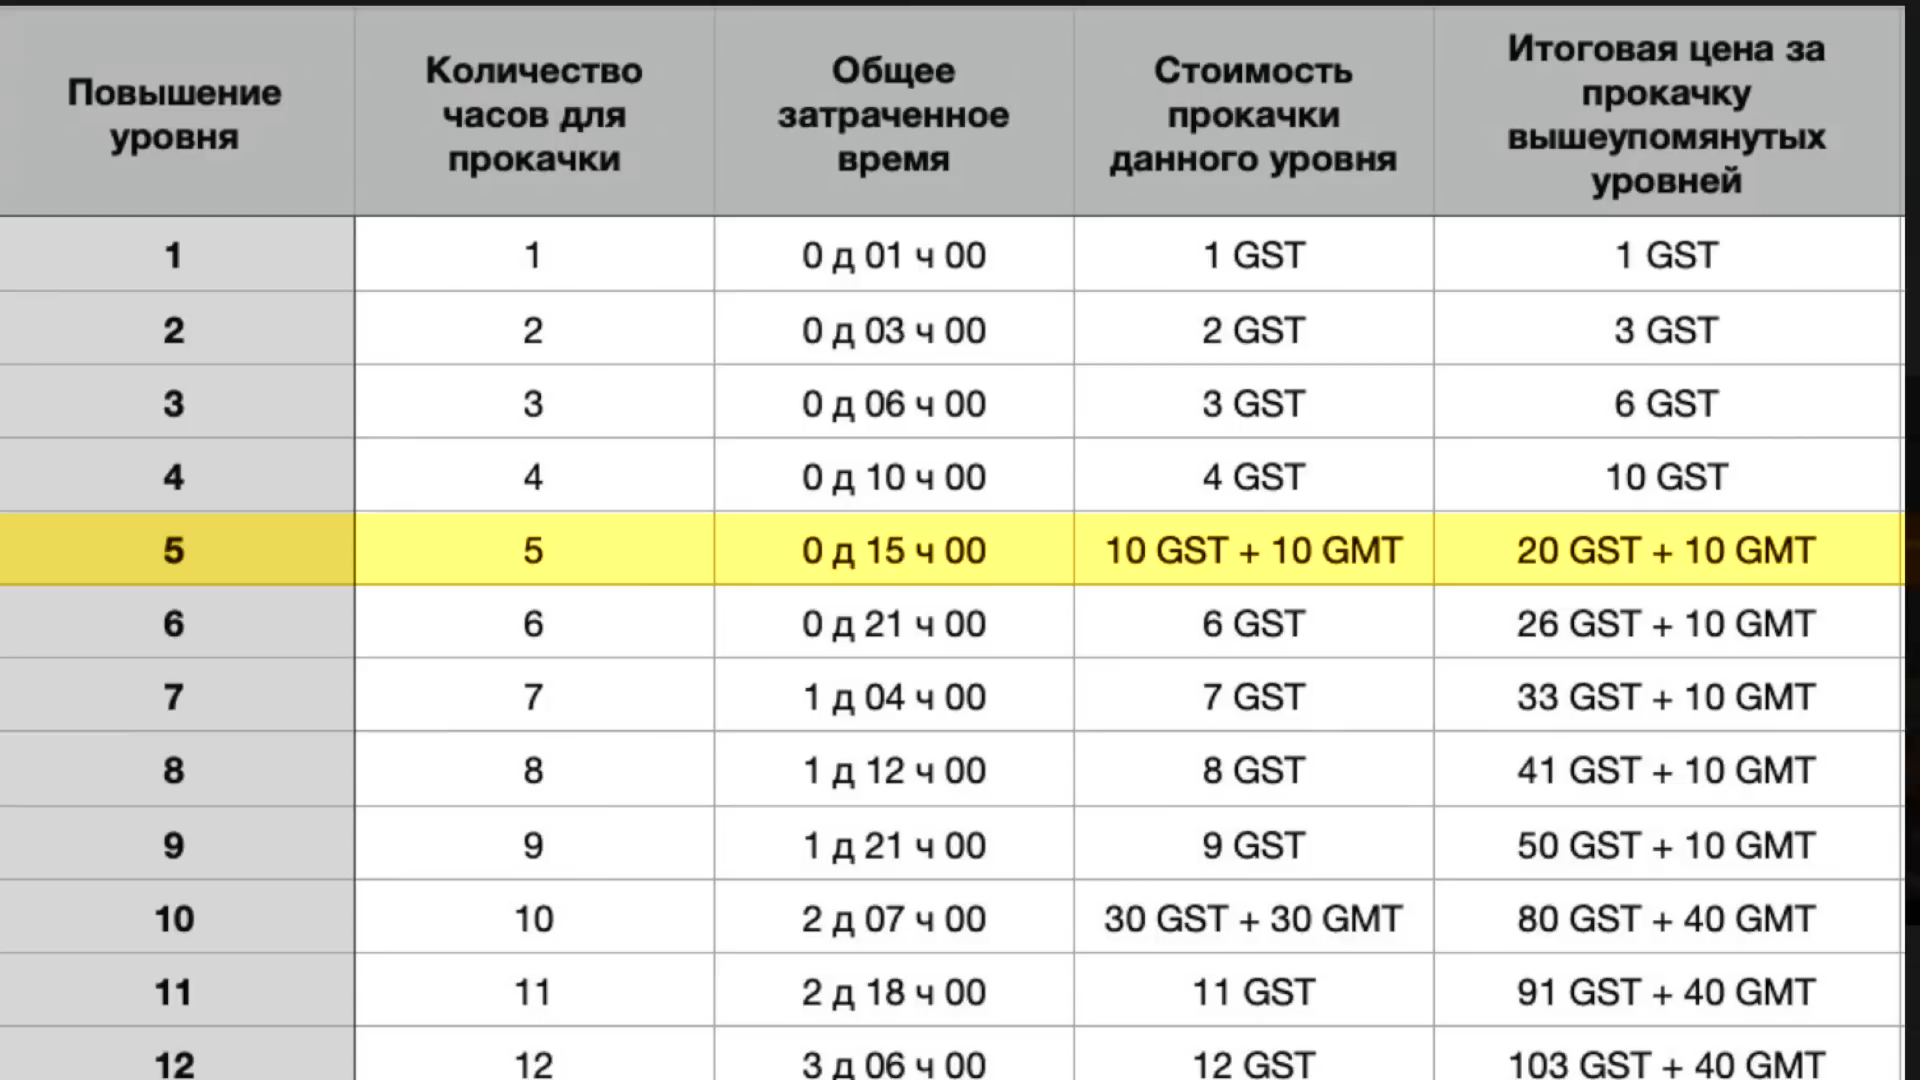 Повышение
уровня
Количество
часов для
прокачки
Общее
затраченное
время
Стоимость
прокачки
данного уровня
Итоговая цена за
прокачку
вышеупомянутых
уровней
1 1 0 д 01 ч 00 1 GST 1 GST
2 2 0 д 03 ч 00 2 GST 3 GST
3 3 0 д 06 ч 00 3 GST 6 GST
4 4 0 д 10 ч 00 4 GST 10 GST
5 5 0 д 15 ч 00 10 GST + 10 GMT 20 GST + 10 GMT
6 6 0 д 21 ч 00 6 GST 26 GST + 10 GMT
7 7 1 д 04 ч 00 7 GST 33 GST + 10 GMT
8 8 1 д 12 ч 00 8 GST 41 GST + 10 GMT
9 9 1 д 21 ч 00 9 GST 50 GST + 10 GMT
10 10 2 д 07 ч 00 30 GST + 30 GMT 80 GST + 40 GMT
11 11 2 д 18 ч 00 11 GST 91 GST + 40 GMT
12 12 3 д 06 ч 00 12 GST 103 GST + 40 GMT